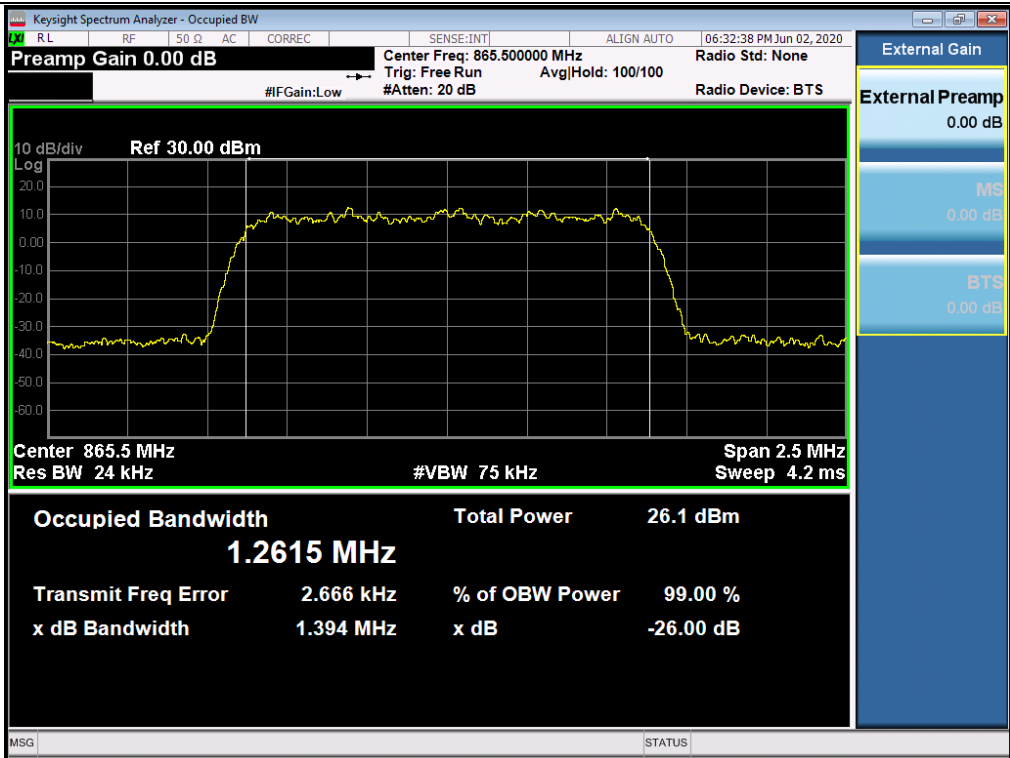 Keysight Spectrum Analyzer - Occupied BW
LXI RL RF 50 Ω AC CORREC SENSE:INT ALIGN AUTO 06:32:38 PM Jun 02, 2020
Preamp Gain 0.00 dB
Center Freq: 865.500000 MHz
Radio Std: None
Trig: Free Run Avg|Hold: 100/100
#IFGain:Low #Atten: 20 dB Radio Device: BTS
10 dB/div Ref 30.00 dBm
Log
20.0
10.0
0.00
-10.0
-20.0
-30.0
-40.0
-50.0
-60.0
Center 865.5 MHz Span 2.5 MHz
Res BW 24 kHz #VBW 75 kHz Sweep 4.2 ms
Occupied Bandwidth Total Power 26.1 dBm
1.2615 MHz
Transmit Freq Error 2.666 kHz % of OBW Power 99.00 %
x dB Bandwidth 1.394 MHz x dB -26.00 dB
MSG STATUS
External Gain
External Preamp
0.00 dB
MS
0.00 dB
BTS
0.00 dB